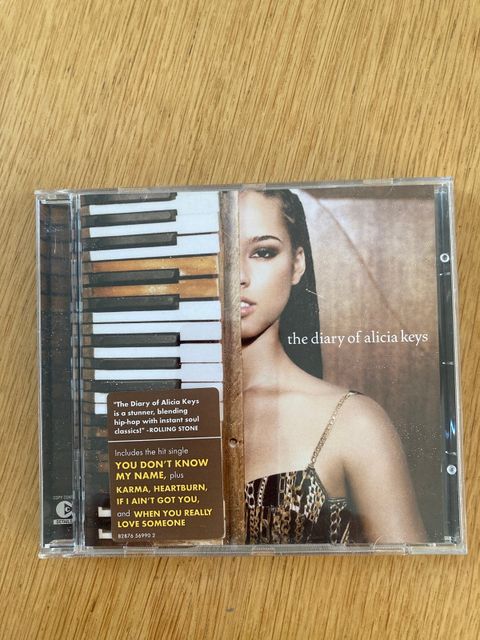 the diary of alicia keys
"The Diary of Alicia Keys
is a stunner, blending
hip-hop with instant soul
classics!" -ROLLING STONE
Includes the hit single
YOU DON'T KNOW
MY NAME, plus
KARMA, HEARTBURN,
IF I AIN'T GOT YOU,
and WHEN YOU REALLY
LOVE SOMEONE
82876 56990 2